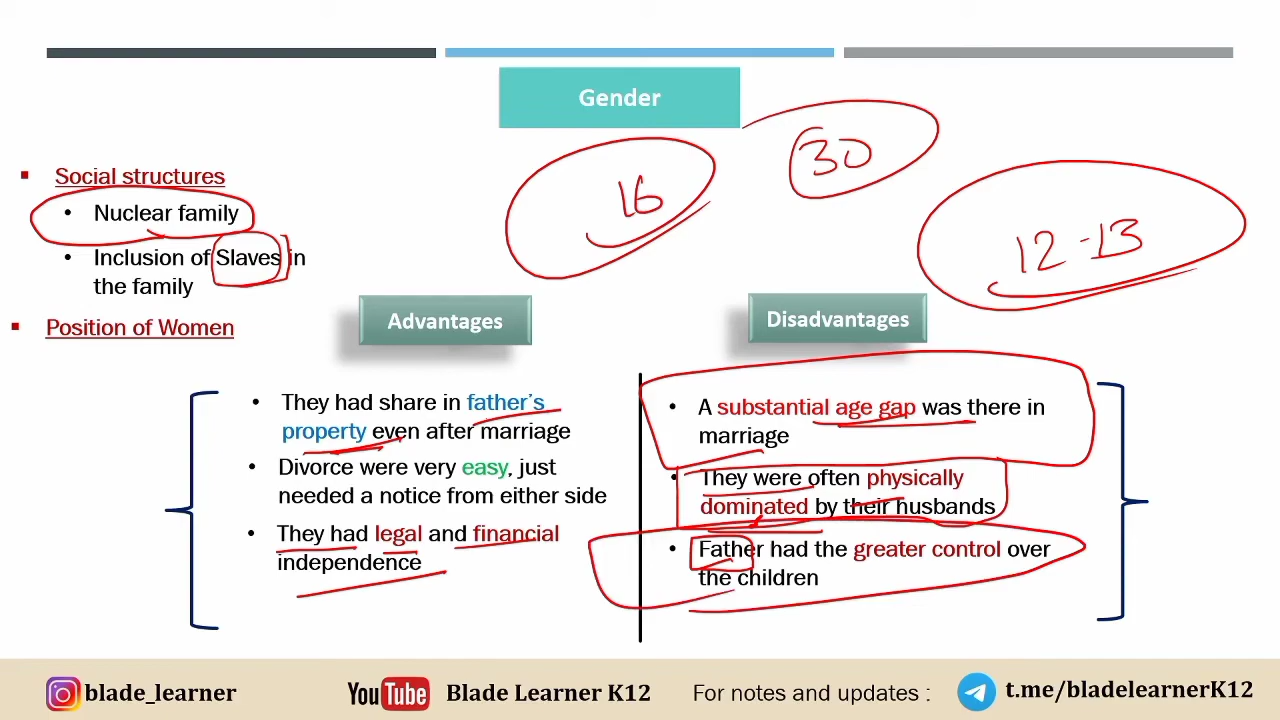 Gender
30
16
12-13
Social structures
Nuclear family
Inclusion of Slaves in
the family
Position of Women
Advantages
They had share in father's
property even after marriage
Divorce were very easy, just
needed a notice from either side
They had legal and financial
independence
Disadvantages
A substantial age gap was there in
marriage
They were often physically
dominated by their husbands
Father had the greater control over
the children
blade_learner
YouTube Blade Learner K12
For notes and updates :
t.me/bladelearnerK12